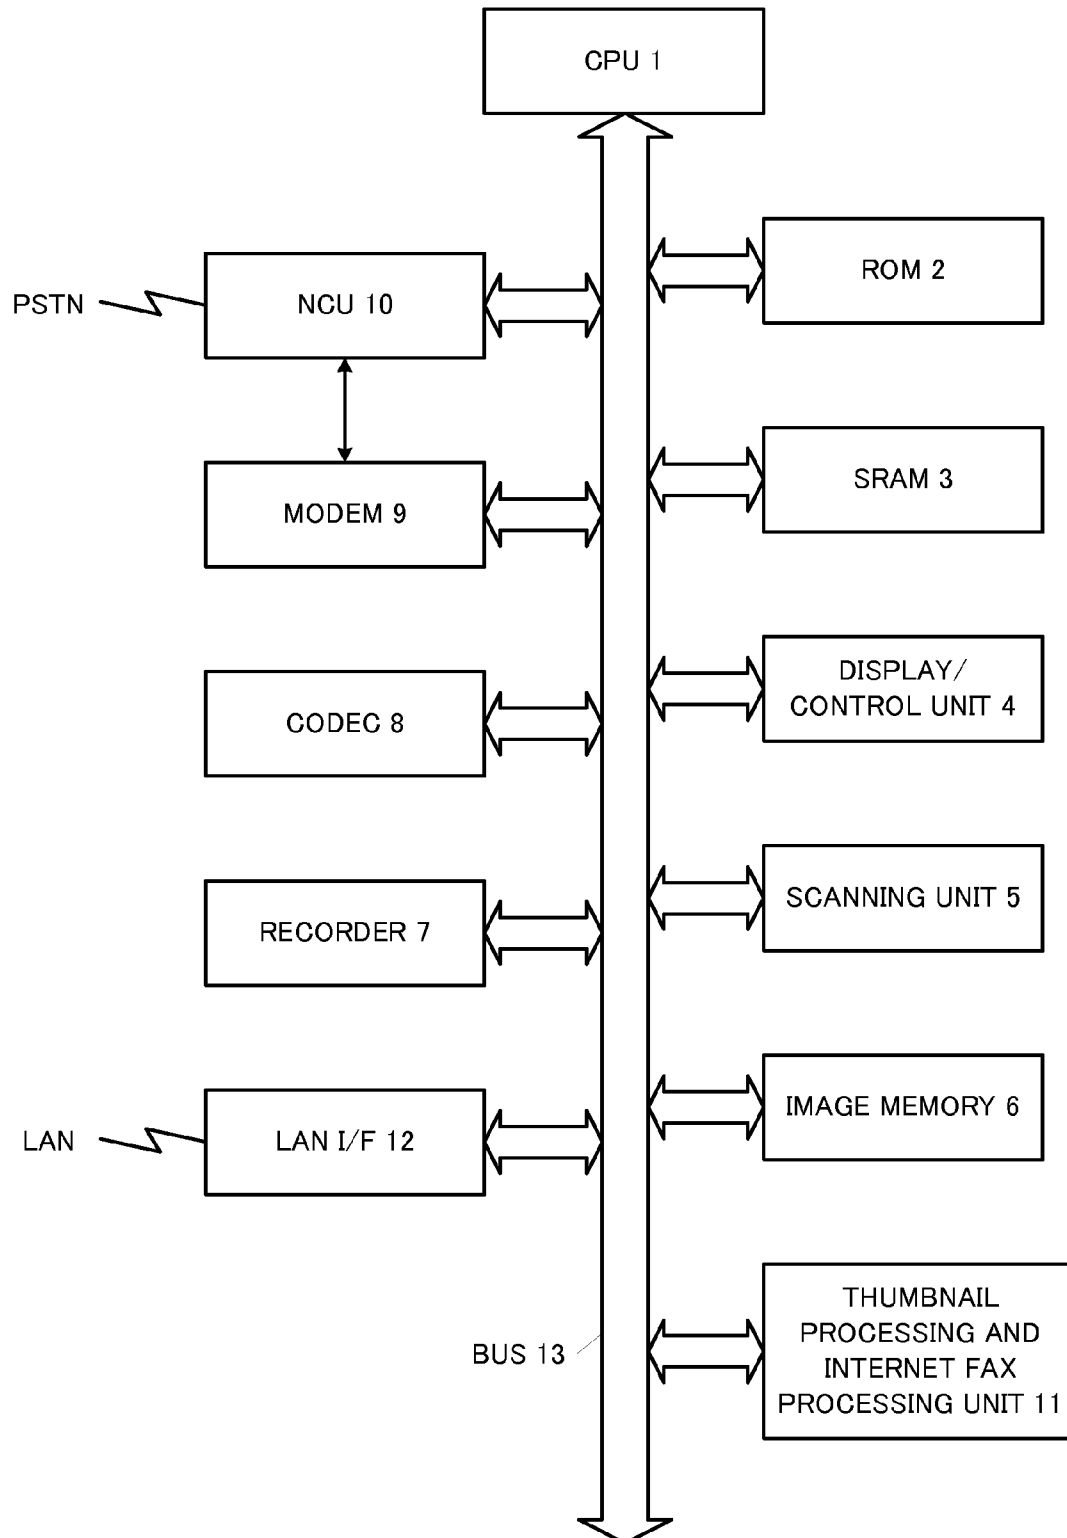 CPU 1
ROM 2
PSTN
NCU 10
SRAM 3
MODEM 9
DISPLAY/
CONTROL UNIT 4
CODEC 8
SCANNING UNIT 5
RECORDER 7
IMAGE MEMORY 6
LAN
LAN I/F 12
THUMBNAIL
PROCESSING AND
INTERNET FAX
PROCESSING UNIT 11
BUS 13